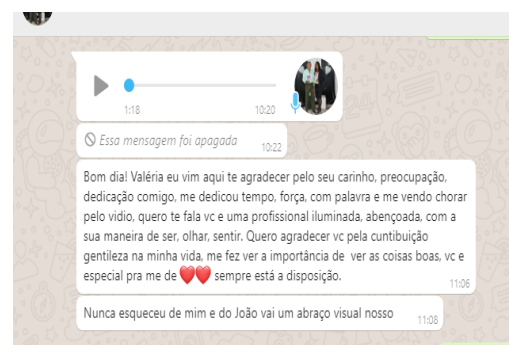 1:18 10:20
Essa mensagem foi apagada 10:22
Bom dia! Valéria eu vim aqui te agradecer pelo seu carinho, preocupação,
dedicação comigo, me dedicou tempo, força, com palavra e me vendo chorar
pelo vidio, quero te fala vc e uma profissional iluminada, abençoada, com a
sua maneira de ser, olhar, sentir. Quero agradecer vc pela cuntibuição
gentileza na minha vida, me fez ver a importância de ver as coisas boas, vc e
especial pra me de ❤️❤️ sempre está a disposição.
11:06
Nunca esqueceu de mim e do João vai um abraço visual nosso 11:08